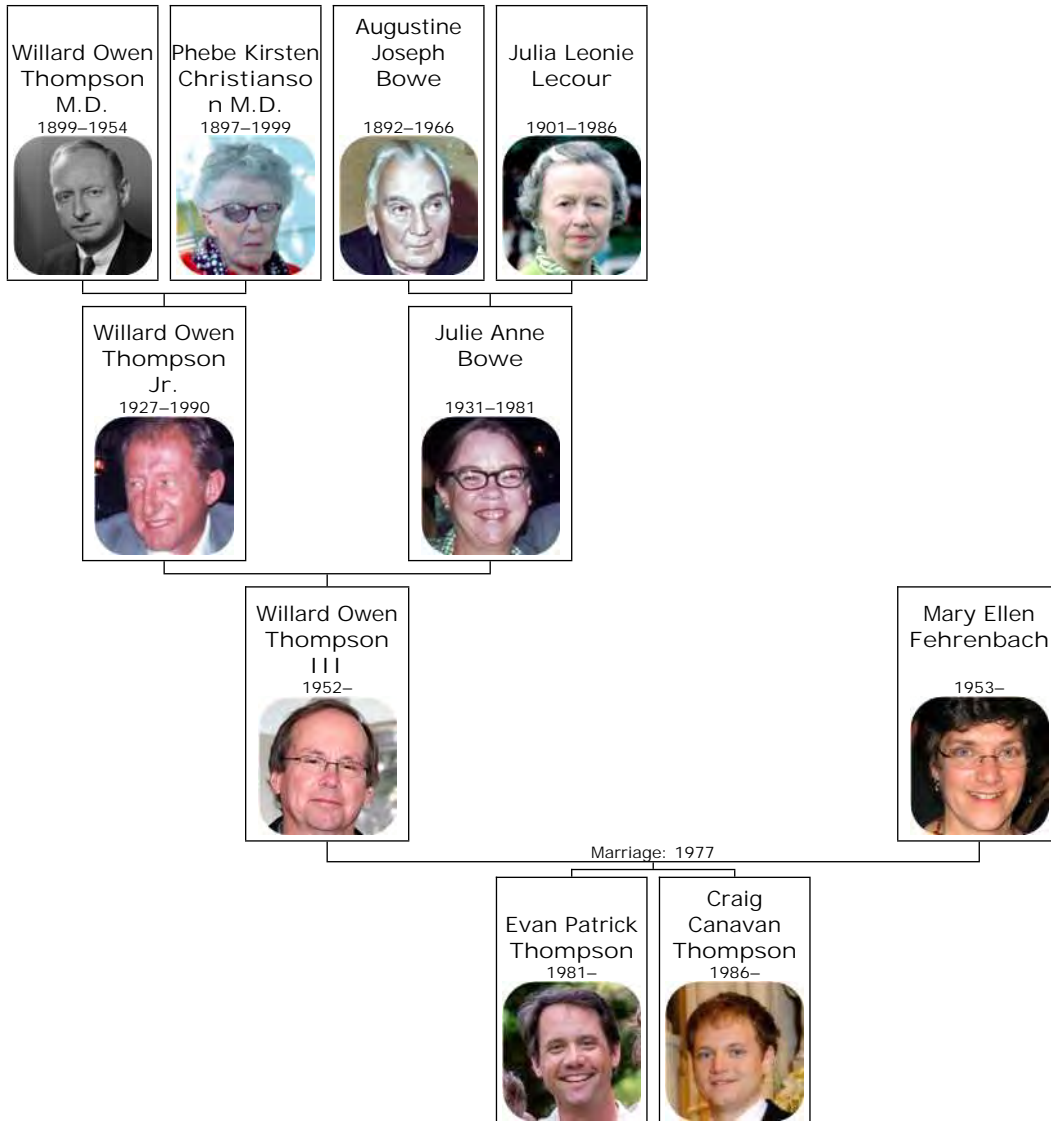 Willard Owen
Thompson
M.D.
1899–1954
Phebe Kirsten
Christianso
n M.D.
1897–1999
Augustine
Joseph
Bowe
1892–1966
Julia Leonie
Lecour
1901–1986
Willard Owen
Thompson
Jr.
1927–1990
Julie Anne
Bowe
1931–1981
Willard Owen
Thompson
III
1952–
Mary Ellen
Fehrenbach
1953–
Marriage: 1977
Evan Patrick
Thompson
1981–
Craig
Canavan
Thompson
1986–